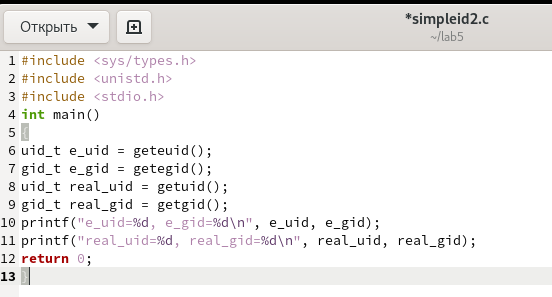 Открыть
*simpleid2.c
~/lab5
1 #include <sys/types.h>
2 #include <unistd.h>
3 #include <stdio.h>
4 int main()
5 {
6 uid_t e_uid = geteuid();
7 gid_t e_gid = getegid();
8 uid_t real_uid = getuid();
9 gid_t real_gid = getgid();
10 printf("e_uid=%d, e_gid=%d\n", e_uid, e_gid);
11 printf("real_uid=%d, real_gid=%d\n", real_uid, real_gid);
12 return 0;
13 }